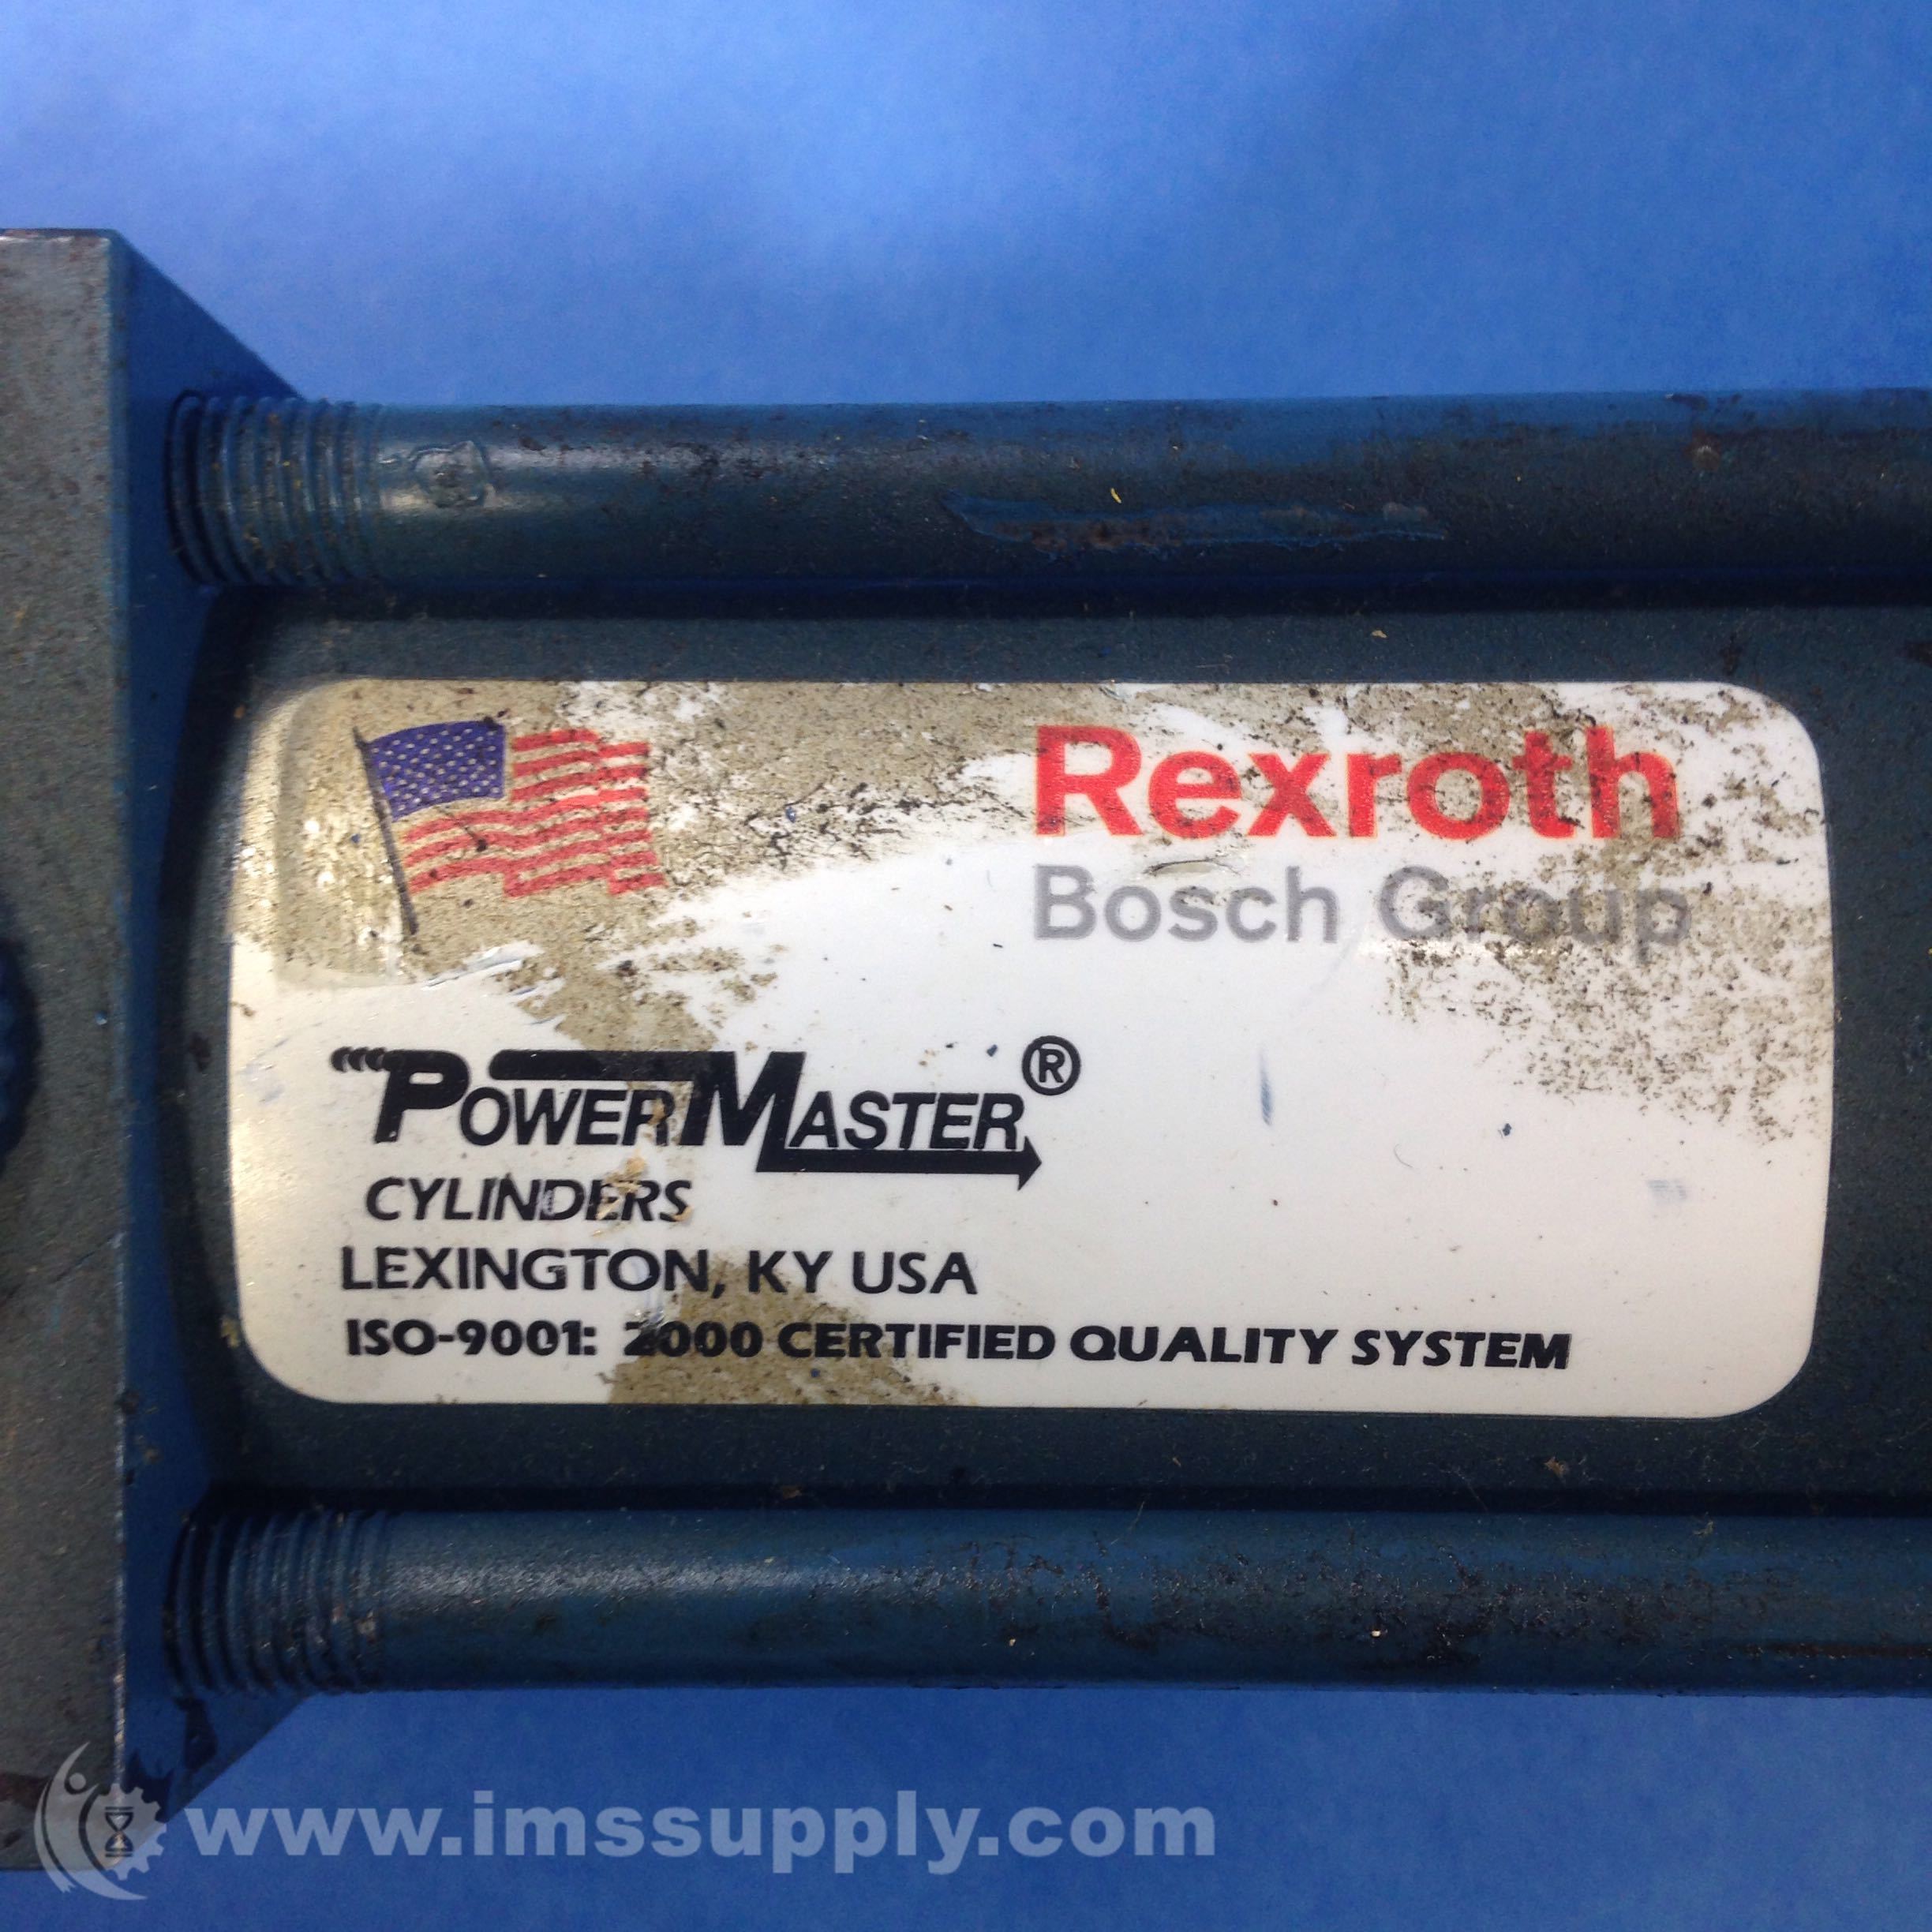 Rexroth
Bosch Group
POWERMASTER®
CYLINDERS
LEXINGTON, KY USA
ISO-9001: 2000 CERTIFIED QUALITY SYSTEM
www.imssupply.com